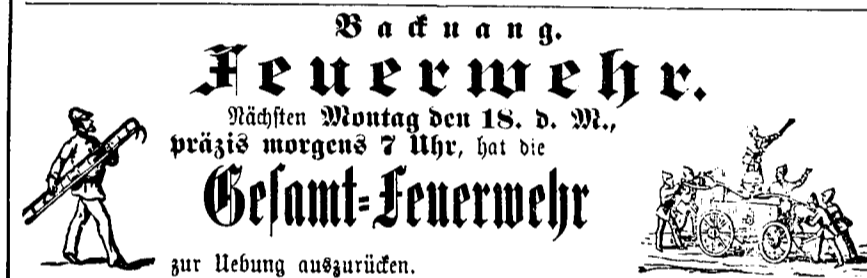 Backnang.
Feuerwehr.
Nächsten Montag den 18. d. M.,
präzis morgens 7 Uhr, hat die
Gesamt-Feuerwehr
zur Uebung auszurücken.